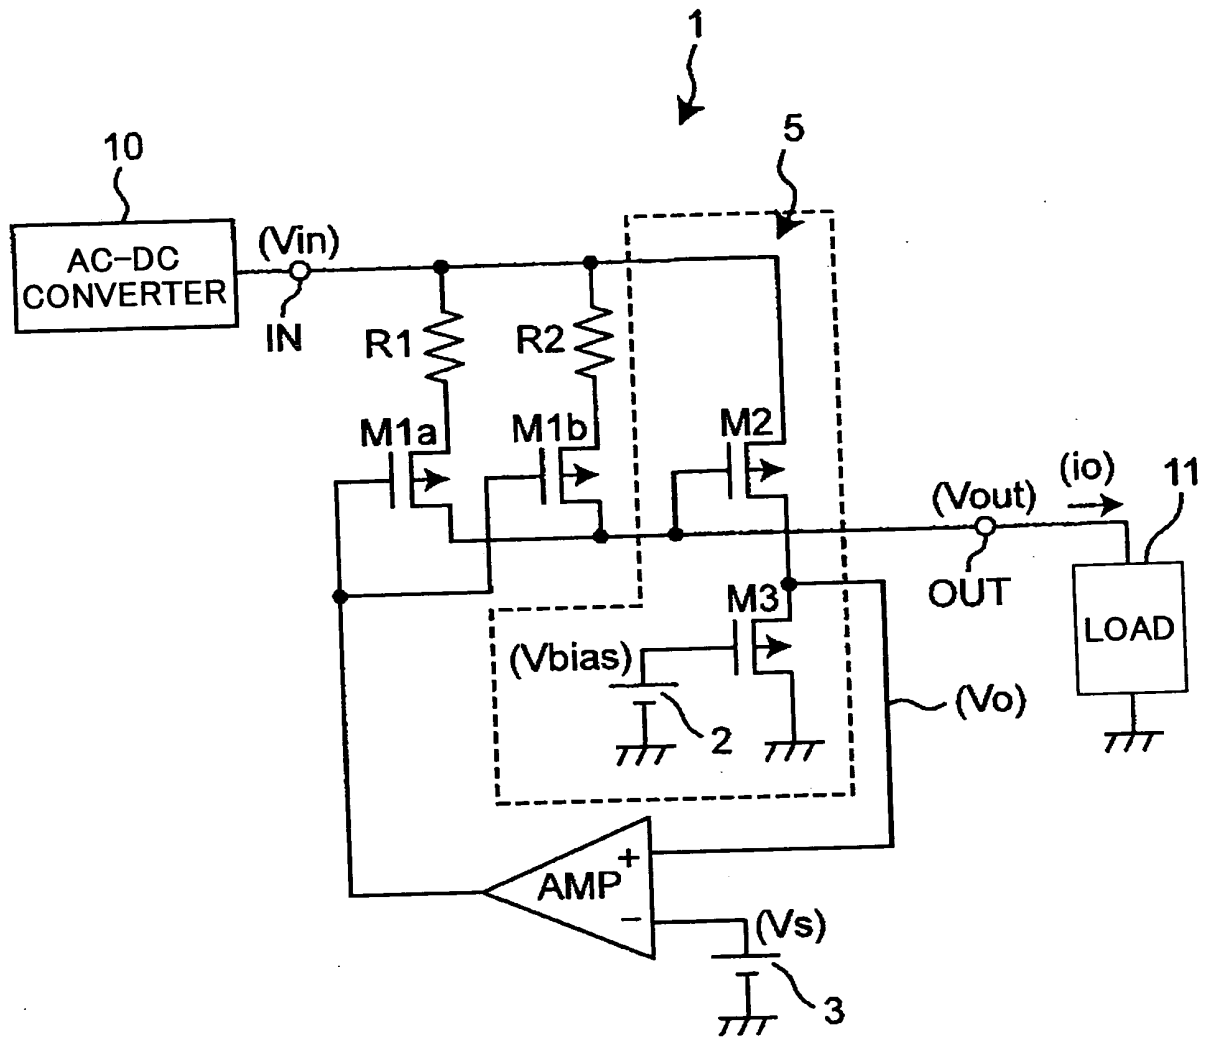 1
5
10
AC-DC
CONVERTER
(Vin)
IN
R1
R2
M1a
M1b
M2
(Vout)
(io)
11
OUT
LOAD
M3
(Vbias)
2
(Vo)
+
AMP
−
(Vs)
3